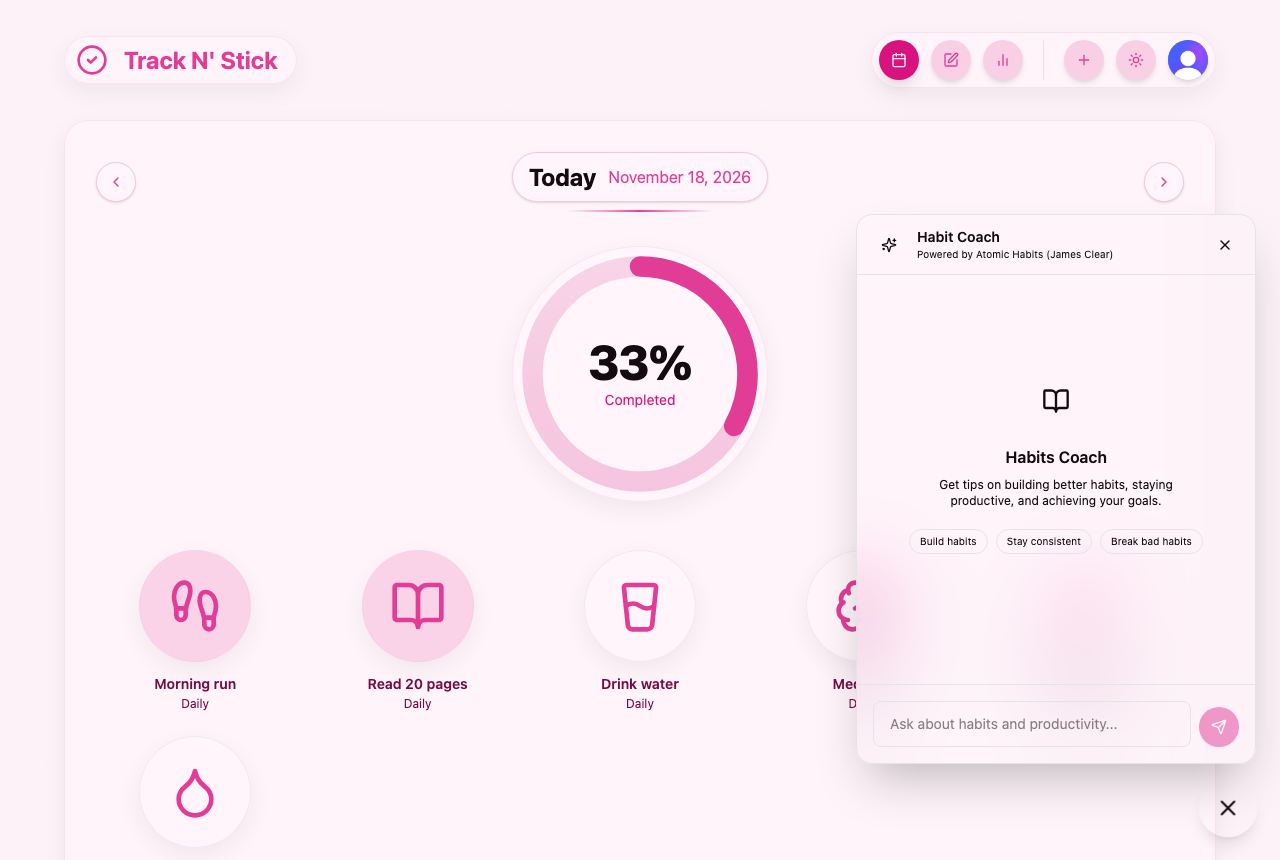 Track N' Stick
Today November 18, 2026
33%
Completed
Morning run
Daily
Read 20 pages
Daily
Drink water
Daily
Habit Coach
Powered by Atomic Habits (James Clear)
Habits Coach
Get tips on building better habits, staying
productive, and achieving your goals.
Build habits
Stay consistent
Break bad habits
Ask about habits and productivity...